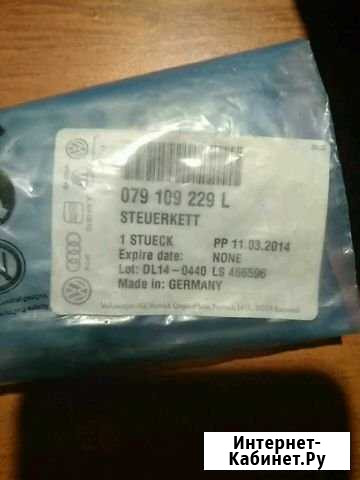 079 109 229 L
STEUERKETT
1 STUECK PP 11.03.2014
Expire date: NONE
Lot: DL14-0440 LS 466596
Made in: GERMANY
Интернет-
Кабинет.Ру